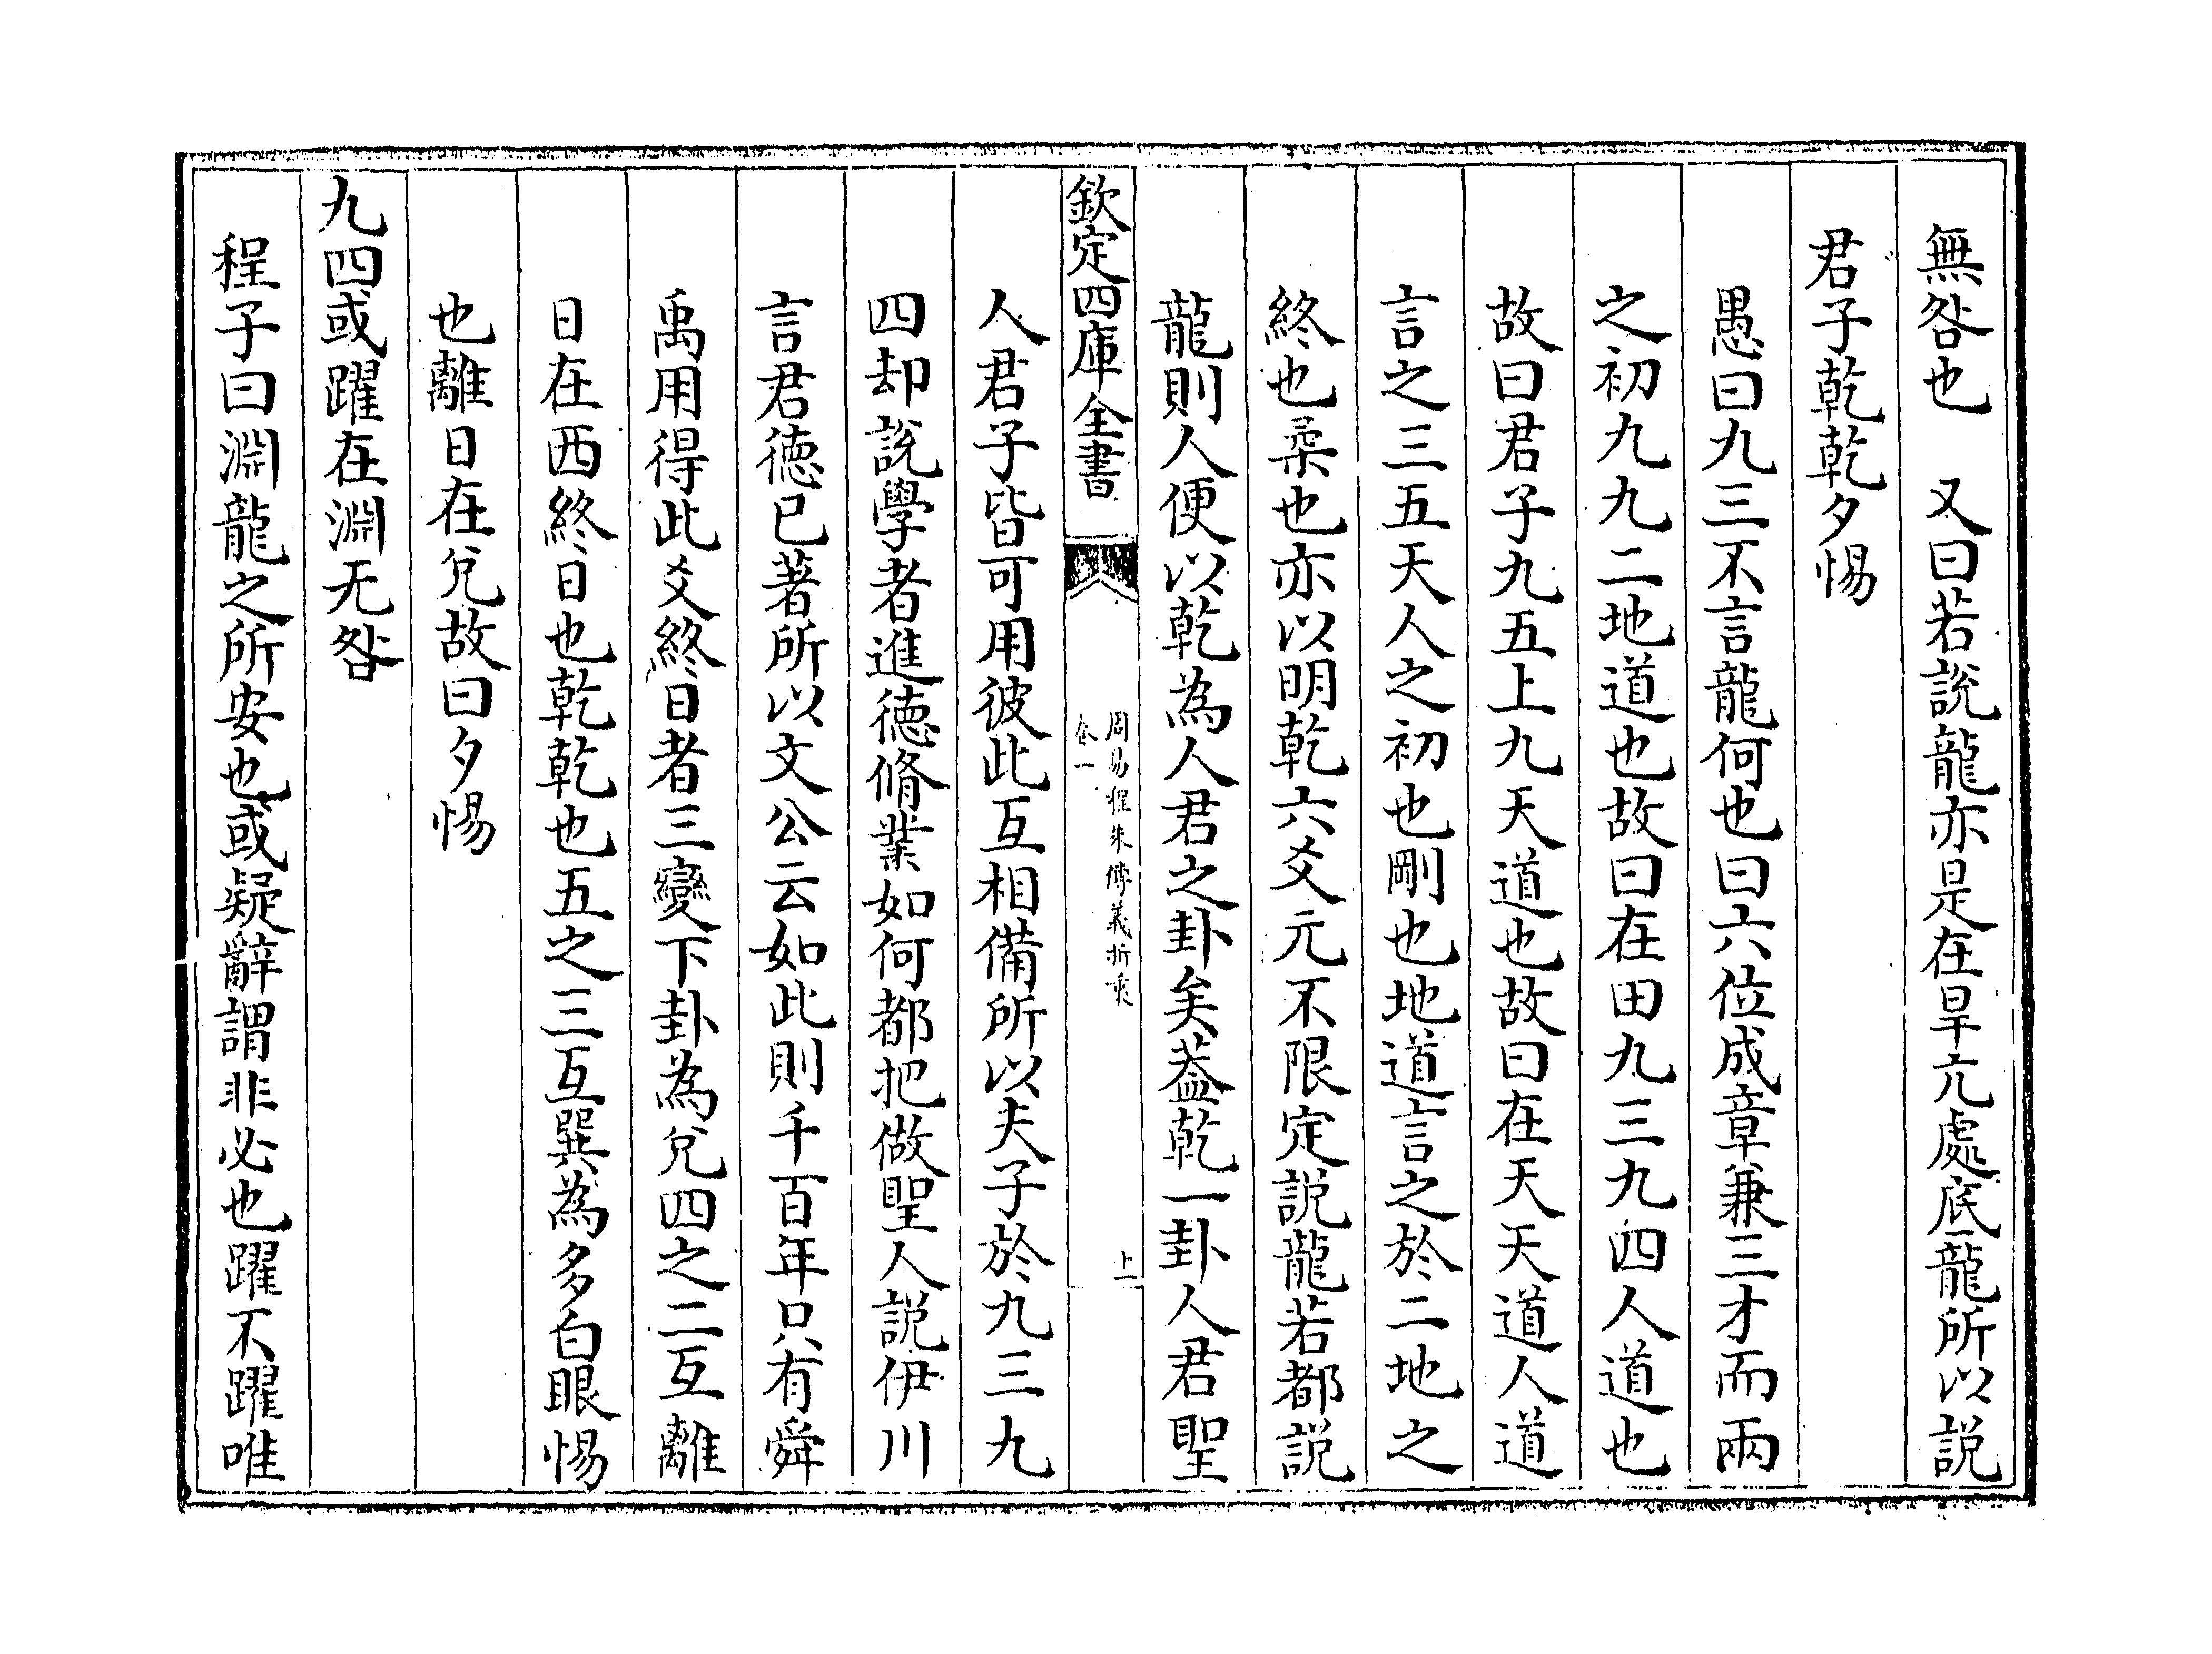 無咎也　又曰若説龍亦是在旱亢處底龍所以説
君子乾乾夕惕
愚曰九三不言龍何也曰六位成章兼三才而兩
之初九九二地道也故曰在田九三九四人道也
故曰君子九五上九天道也故曰在天天道人道
言之三五天人之初也剛也地道言之於二地之
終也柔也亦以明乾六爻元不限定説龍若都説
龍則人便以乾為人君之卦矣葢乾一卦人君聖
欽定四庫全書
周易程朱傳義折衷
卷一
上一
人君子皆可用彼此互相備所以夫子於九三九
四却説學者進德脩業如何都把做聖人説伊川
言君德已著所以文公云如此則千百年只有舜
禹用得此爻終日者三變下卦為兌四之二互離
日在西終日也乾乾也五之三互巽為多白眼惕
也離日在兌故曰夕惕
九四或躍在淵无咎
程子曰淵龍之所安也或疑辭謂非必也躍不躍唯